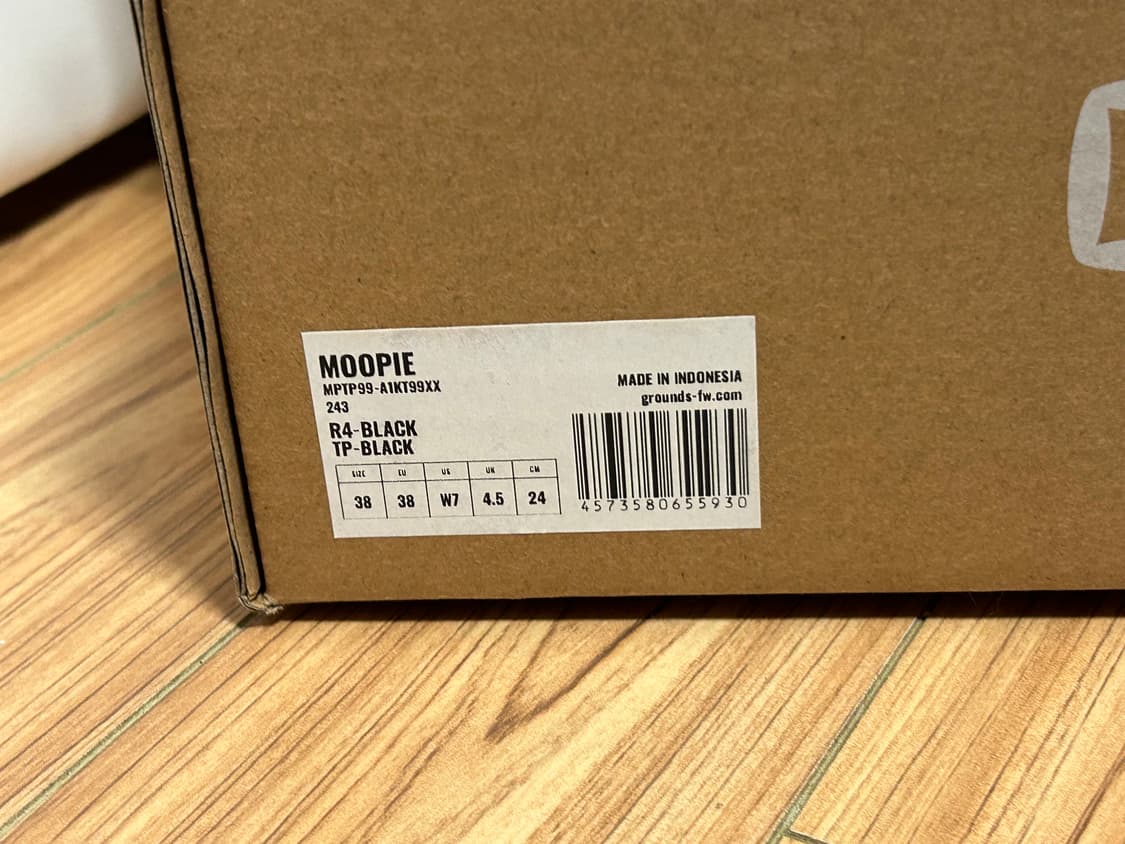 MOOPIE
MPTP99-A1KT99XX
243
R4-BLACK
TP-BLACK
MADE IN INDONESIA
grounds-fw.com
SIZE EU US UK CM
38 38 W7 4.5 24
4573580655930